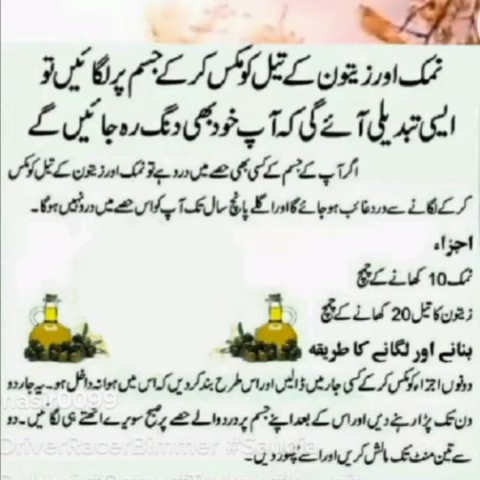 نمک اور زیتون کے تیل کو مکس کر کے جسم پر لگائیں تو
ایسی تبدیلی آئے گی کہ آپ خود بھی دنگ رہ جائیں گے
اگر آپ کے جسم کے کسی بھی حصے میں درد ہے تو نمک اور زیتون کے تیل کو مکس
کر کے لگانے سے درد غائب ہو جائے گا اور اگلے پانچ سال تک آپ کو اس حصے میں درد نہیں ہو گا۔
اجزاء
نمک 10 کھانے کے چمچ
زیتون کا تیل 20 کھانے کے چمچ
بنانے اور لگانے کا طریقہ
دونوں اجزاء کو مکس کر کے کسی جار میں ڈالیں اور اس طرح بند کر دیں کہ اس میں ہوا نہ داخل ہو۔ یہ جار دو
nasir0099
دن تک پڑا رہنے دیں اور اس کے بعد اپنے جسم پر درد والے حصے پر صبح سویرے اٹھتے ہی لگائیں۔ دو
DriverRacerBimmer #Saudia
سے تین منٹ تک مالش کریں اور اسے چھوڑ دیں۔